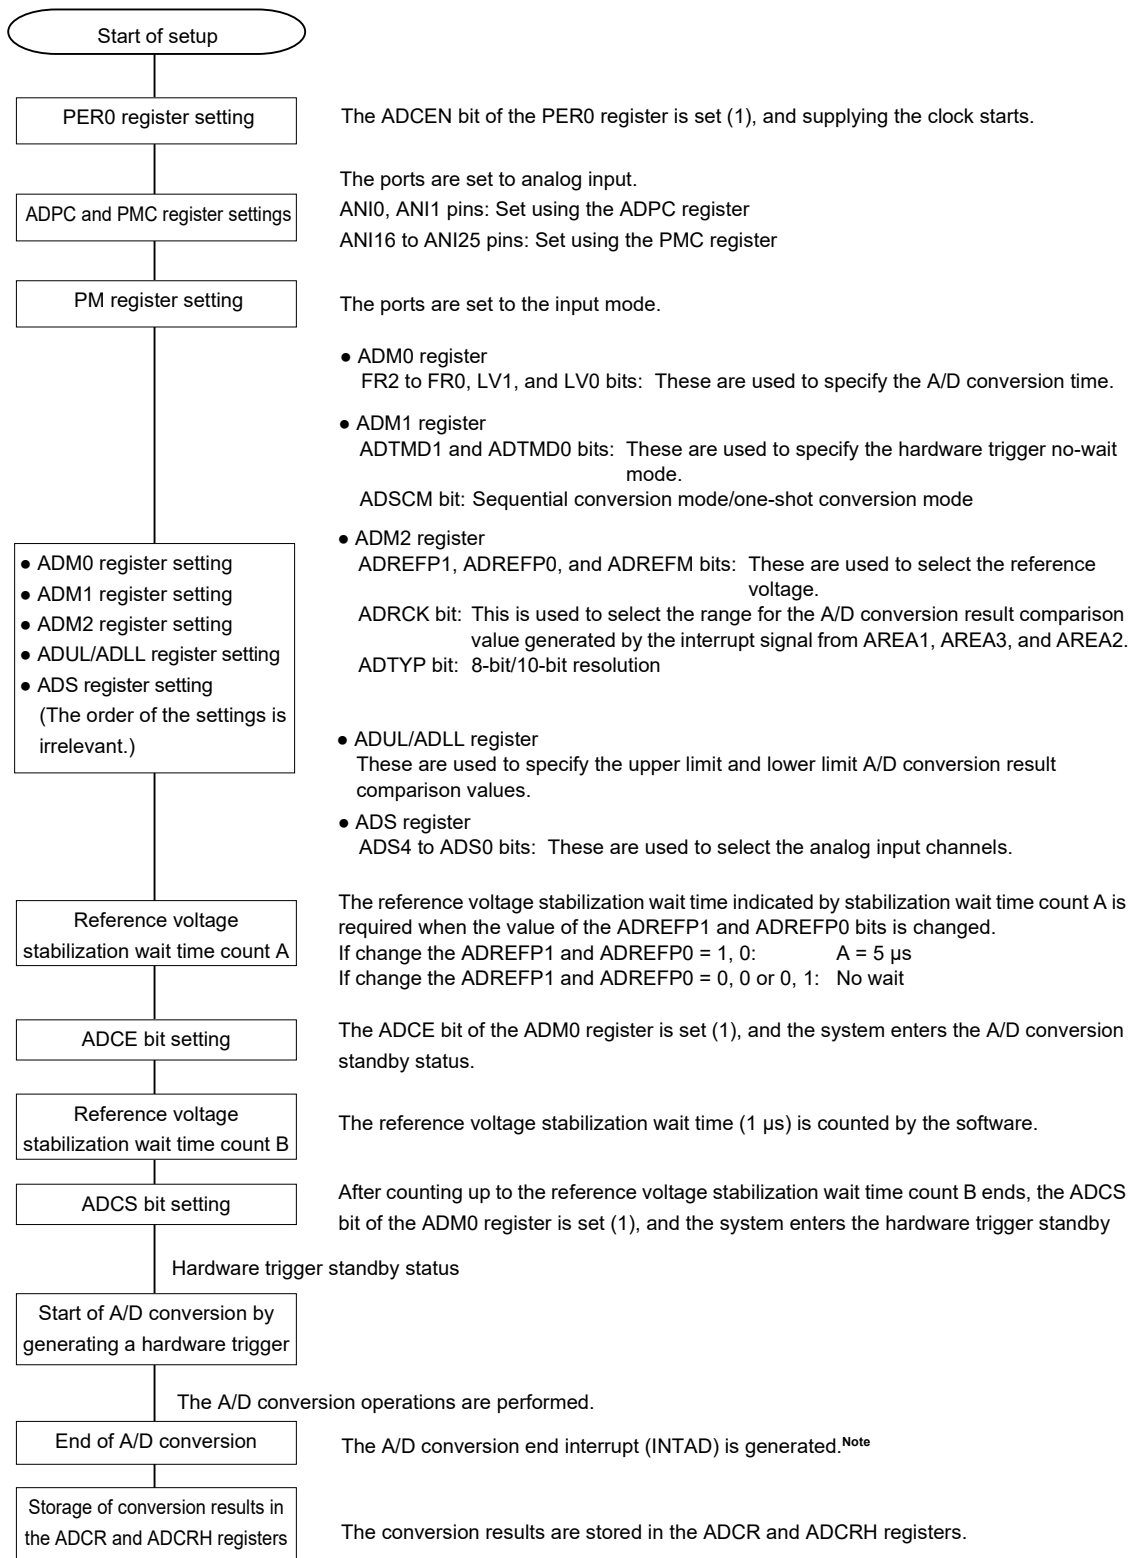 Start of setup
PER0 register setting
The ADCEN bit of the PER0 register is set (1), and supplying the clock starts.
ADPC and PMC register settings
The ports are set to analog input.
ANI0, ANI1 pins: Set using the ADPC register
ANI16 to ANI25 pins: Set using the PMC register
PM register setting
The ports are set to the input mode.
● ADM0 register setting
● ADM1 register setting
● ADM2 register setting
● ADUL/ADLL register setting
● ADS register setting
(The order of the settings is
irrelevant.)
● ADM0 register
FR2 to FR0, LV1, and LV0 bits: These are used to specify the A/D conversion time.
● ADM1 register
ADTMD1 and ADTMD0 bits: These are used to specify the hardware trigger no-wait
mode.
ADSCM bit: Sequential conversion mode/one-shot conversion mode
● ADM2 register
ADREFP1, ADREFP0, and ADREFM bits: These are used to select the reference
voltage.
ADRCK bit: This is used to select the range for the A/D conversion result comparison
value generated by the interrupt signal from AREA1, AREA3, and AREA2.
ADTYP bit: 8-bit/10-bit resolution
● ADUL/ADLL register
These are used to specify the upper limit and lower limit A/D conversion result
comparison values.
● ADS register
ADS4 to ADS0 bits: These are used to select the analog input channels.
Reference voltage
stabilization wait time count A
The reference voltage stabilization wait time indicated by stabilization wait time count A is
required when the value of the ADREFP1 and ADREFP0 bits is changed.
If change the ADREFP1 and ADREFP0 = 1, 0: A = 5 µs
If change the ADREFP1 and ADREFP0 = 0, 0 or 0, 1: No wait
ADCE bit setting
The ADCE bit of the ADM0 register is set (1), and the system enters the A/D conversion
standby status.
Reference voltage
stabilization wait time count B
The reference voltage stabilization wait time (1 µs) is counted by the software.
ADCS bit setting
After counting up to the reference voltage stabilization wait time count B ends, the ADCS
bit of the ADM0 register is set (1), and the system enters the hardware trigger standby
Hardware trigger standby status
Start of A/D conversion by
generating a hardware trigger
The A/D conversion operations are performed.
End of A/D conversion
The A/D conversion end interrupt (INTAD) is generated.Note
Storage of conversion results in
the ADCR and ADCRH registers
The conversion results are stored in the ADCR and ADCRH registers.